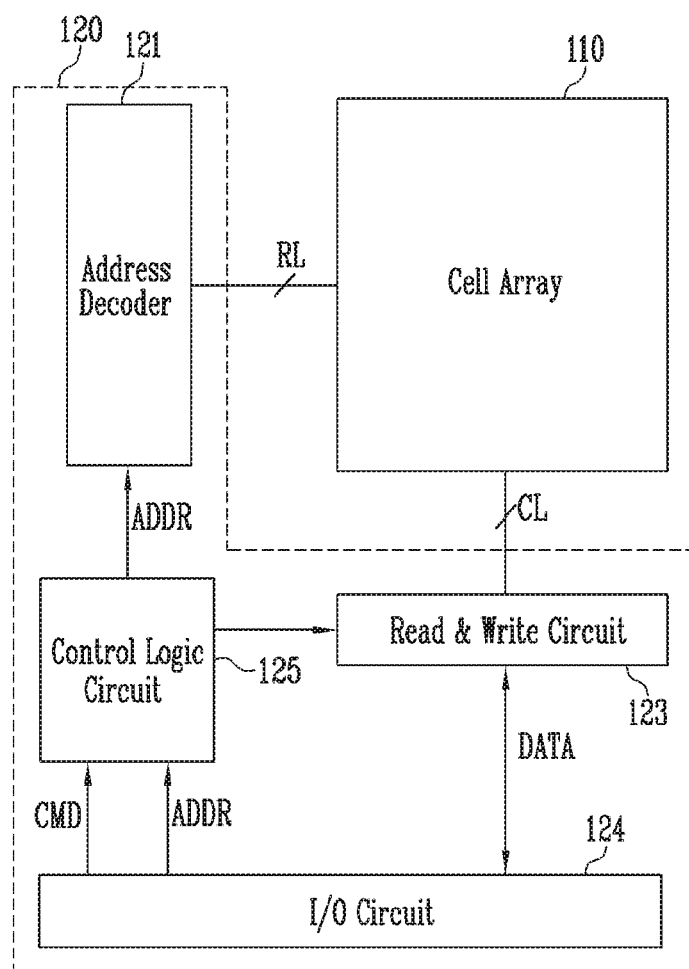 120
121
110
Address
Decoder
RL
Cell Array
ADDR
CL
Control Logic
Circuit
125
Read & Write Circuit
123
DATA
CMD
ADDR
124
I/O Circuit